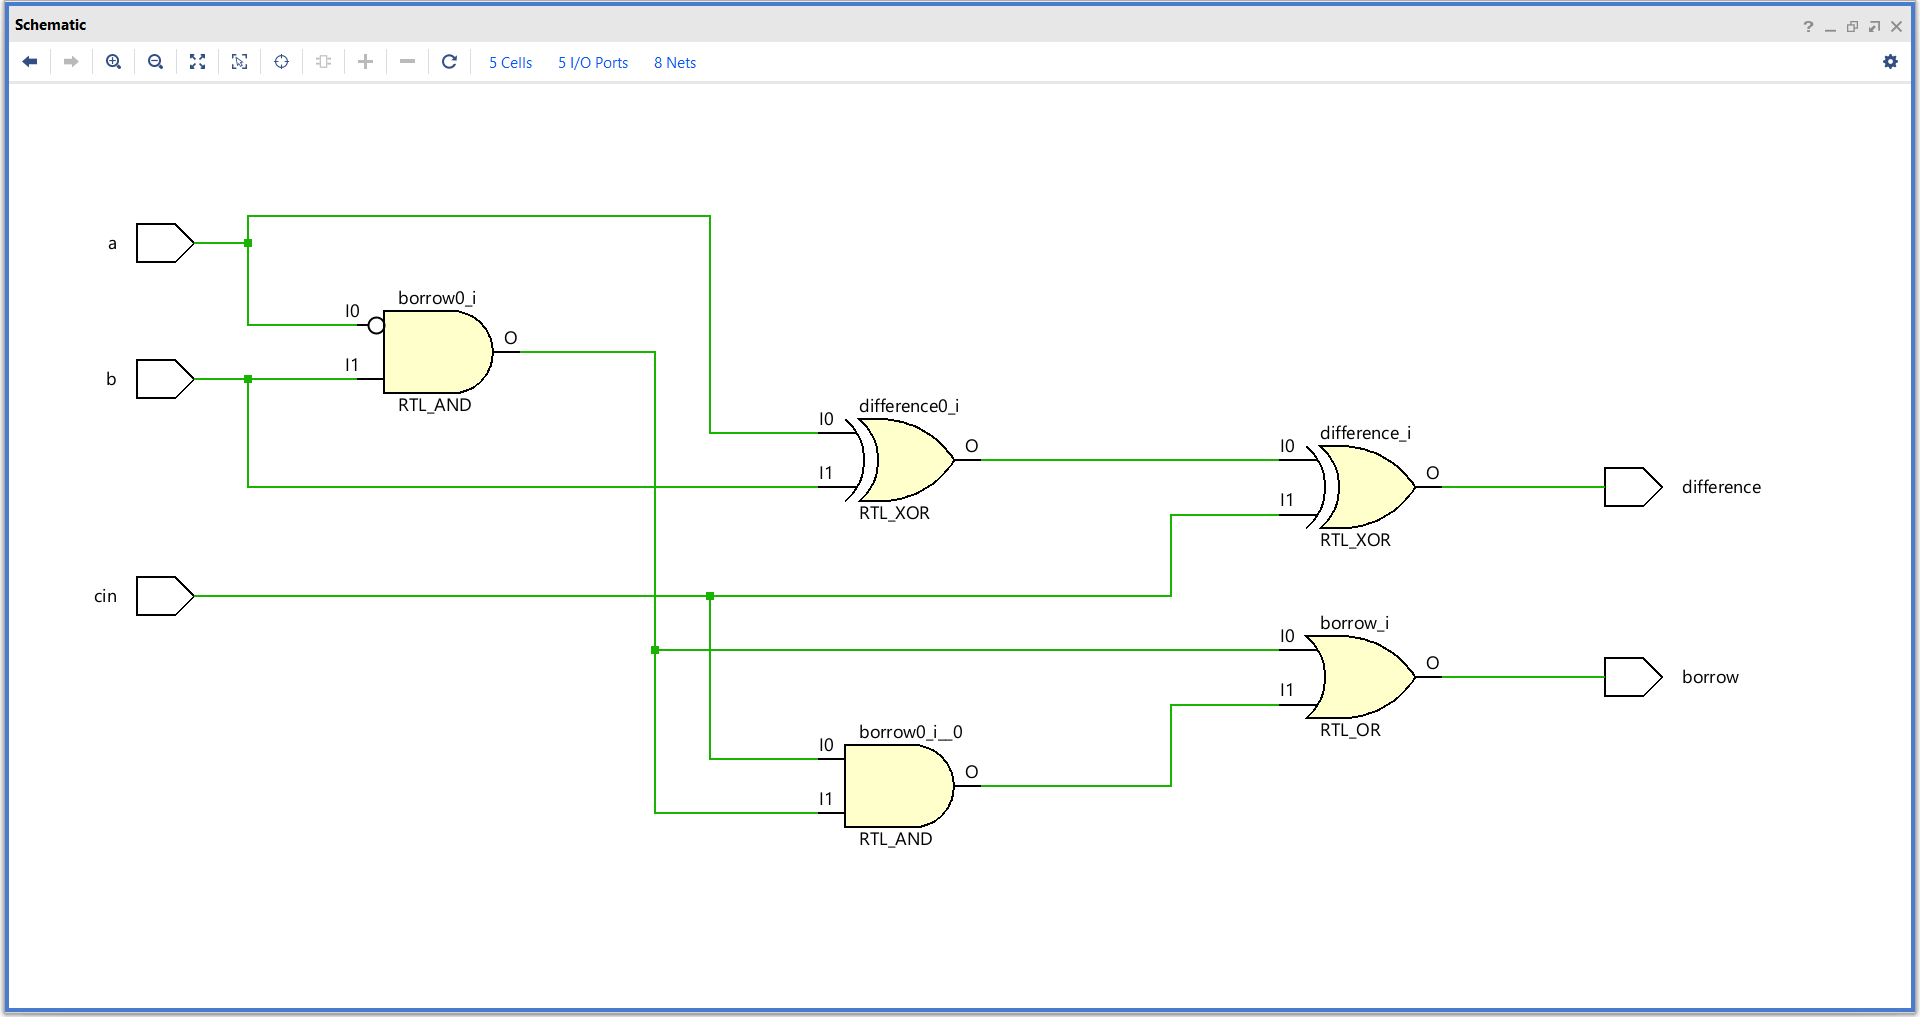 Schematic
5 Cells 5 I/O Ports 8 Nets
a
borrow0_i
I0
O
I1
b
RTL_AND
difference0_i
I0
O
I1
RTL_XOR
difference_i
I0
O
I1
RTL_XOR
difference
cin
borrow_i
I0
O
I1
RTL_OR
borrow
borrow0_i__0
I0
O
I1
RTL_AND